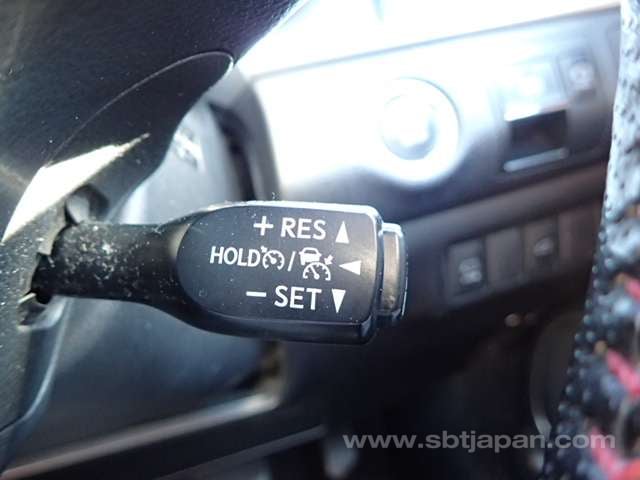 + RES
HOLD /
- SET
www.sbtjapan.com